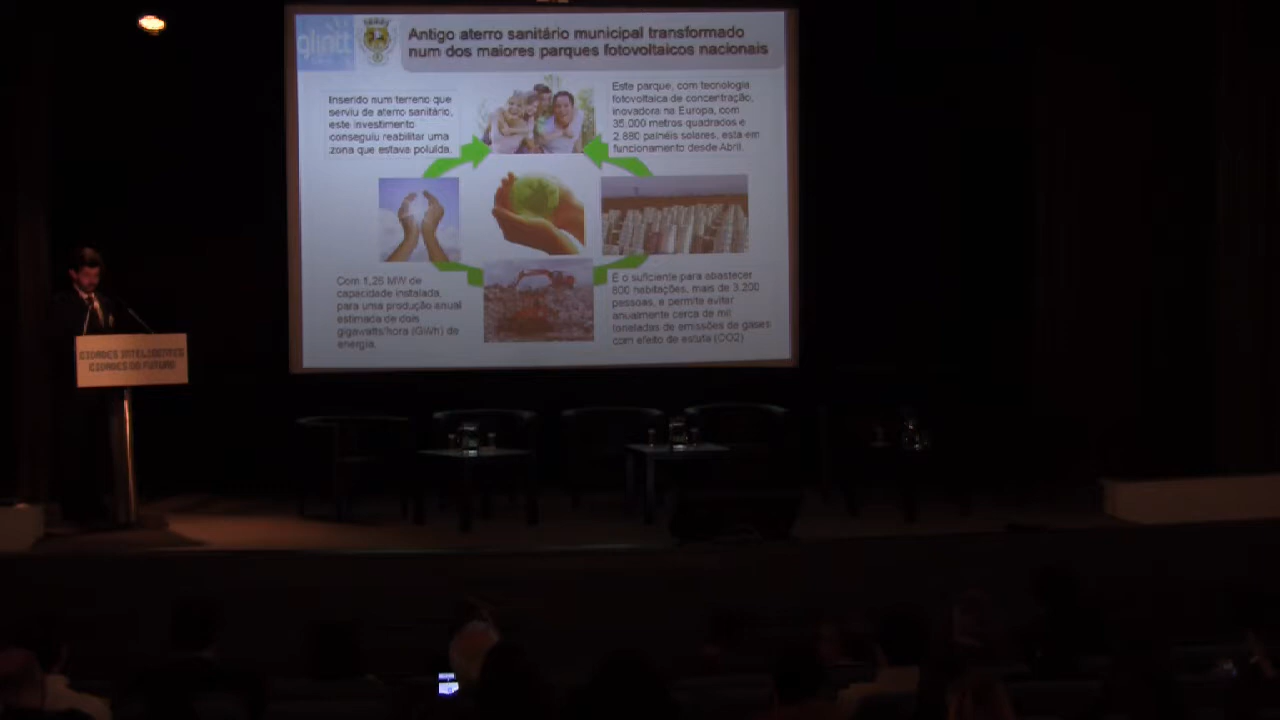 glintt
Antigo aterro sanitário municipal transformado
num dos maiores parques fotovoltaicos nacionais
Inserido num terreno que
serviu de aterro sanitário,
este investimento
conseguiu reabilitar uma
zona que estava poluída.
Este parque, com tecnologia
fotovoltaica de concentração,
inovadora na Europa, com
35.000 metros quadrados e
2.880 painéis solares, esta em
funcionamento desde Abril.
Com 1,26 MW de
capacidade instalada,
para uma produção anual
estimada de dois
gigawatts/hora (GWh) de
energia,
É o suficiente para abastecer
800 habitações, mais de 3.200
pessoas, e permite evitar
anualmente cerca de mil
toneladas de emissões de gases
com efeito de estufa (CO2)
CIDADES INTELIGENTES
CIDADES DO FUTURO